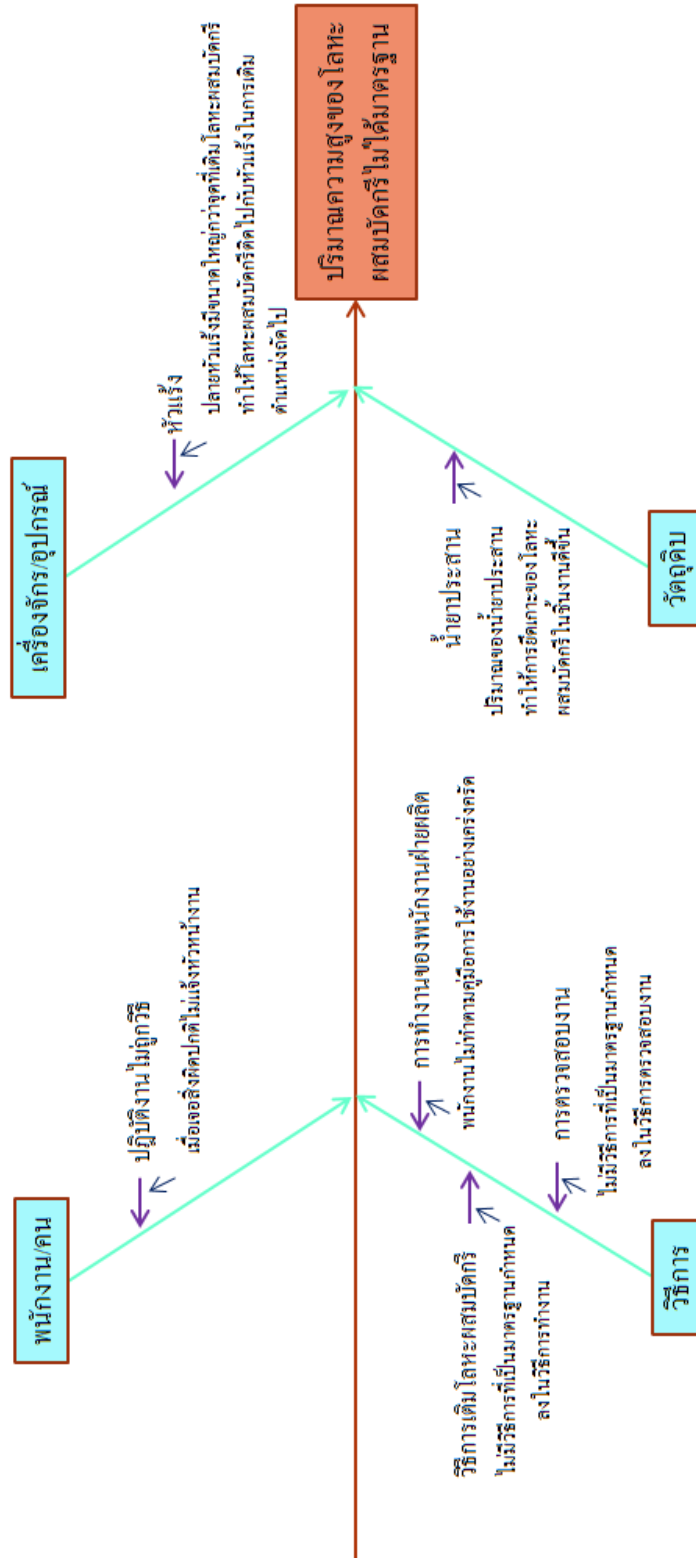 พนักงาน/คน
ปฏิบัติงานไม่ถูกวิธี
เมื่อเจอสิ่งผิดปกติไม่แจ้งหัวหน้างาน
เครื่องจักร/อุปกรณ์
หัวแร้ง
ปลายหัวแร้งมีขนาดใหญ่กว่าจุดที่เติมโลหะผสมบัดกรี
ทำให้โลหะผสมบัดกรีติดไปกับหัวแร้งในการเติม
ตำแหน่งถัดไป
ปริมาณความสูงของโลหะ
ผสมบัดกรีไม่ได้มาตรฐาน
วิธีการเติมโลหะผสมบัดกรี
ไม่มีวิธีการที่เป็นมาตรฐานกำหนด
ลงในวิธีการทำงาน
การทำงานของพนักงานฝ่ายผลิต
พนักงานไม่ทำตามคู่มือการใช้งานอย่างเคร่งครัด
การตรวจสอบงาน
ไม่มีวิธีการที่เป็นมาตรฐานกำหนด
ลงในวิธีการตรวจสอบงาน
วิธีการ
น้ำยาประสาน
ปริมาณของน้ำยาประสาน
ทำให้การยึดเกาะของโลหะ
ผสมบัดกรีในชิ้นงานดีขึ้น
วัตถุดิบ